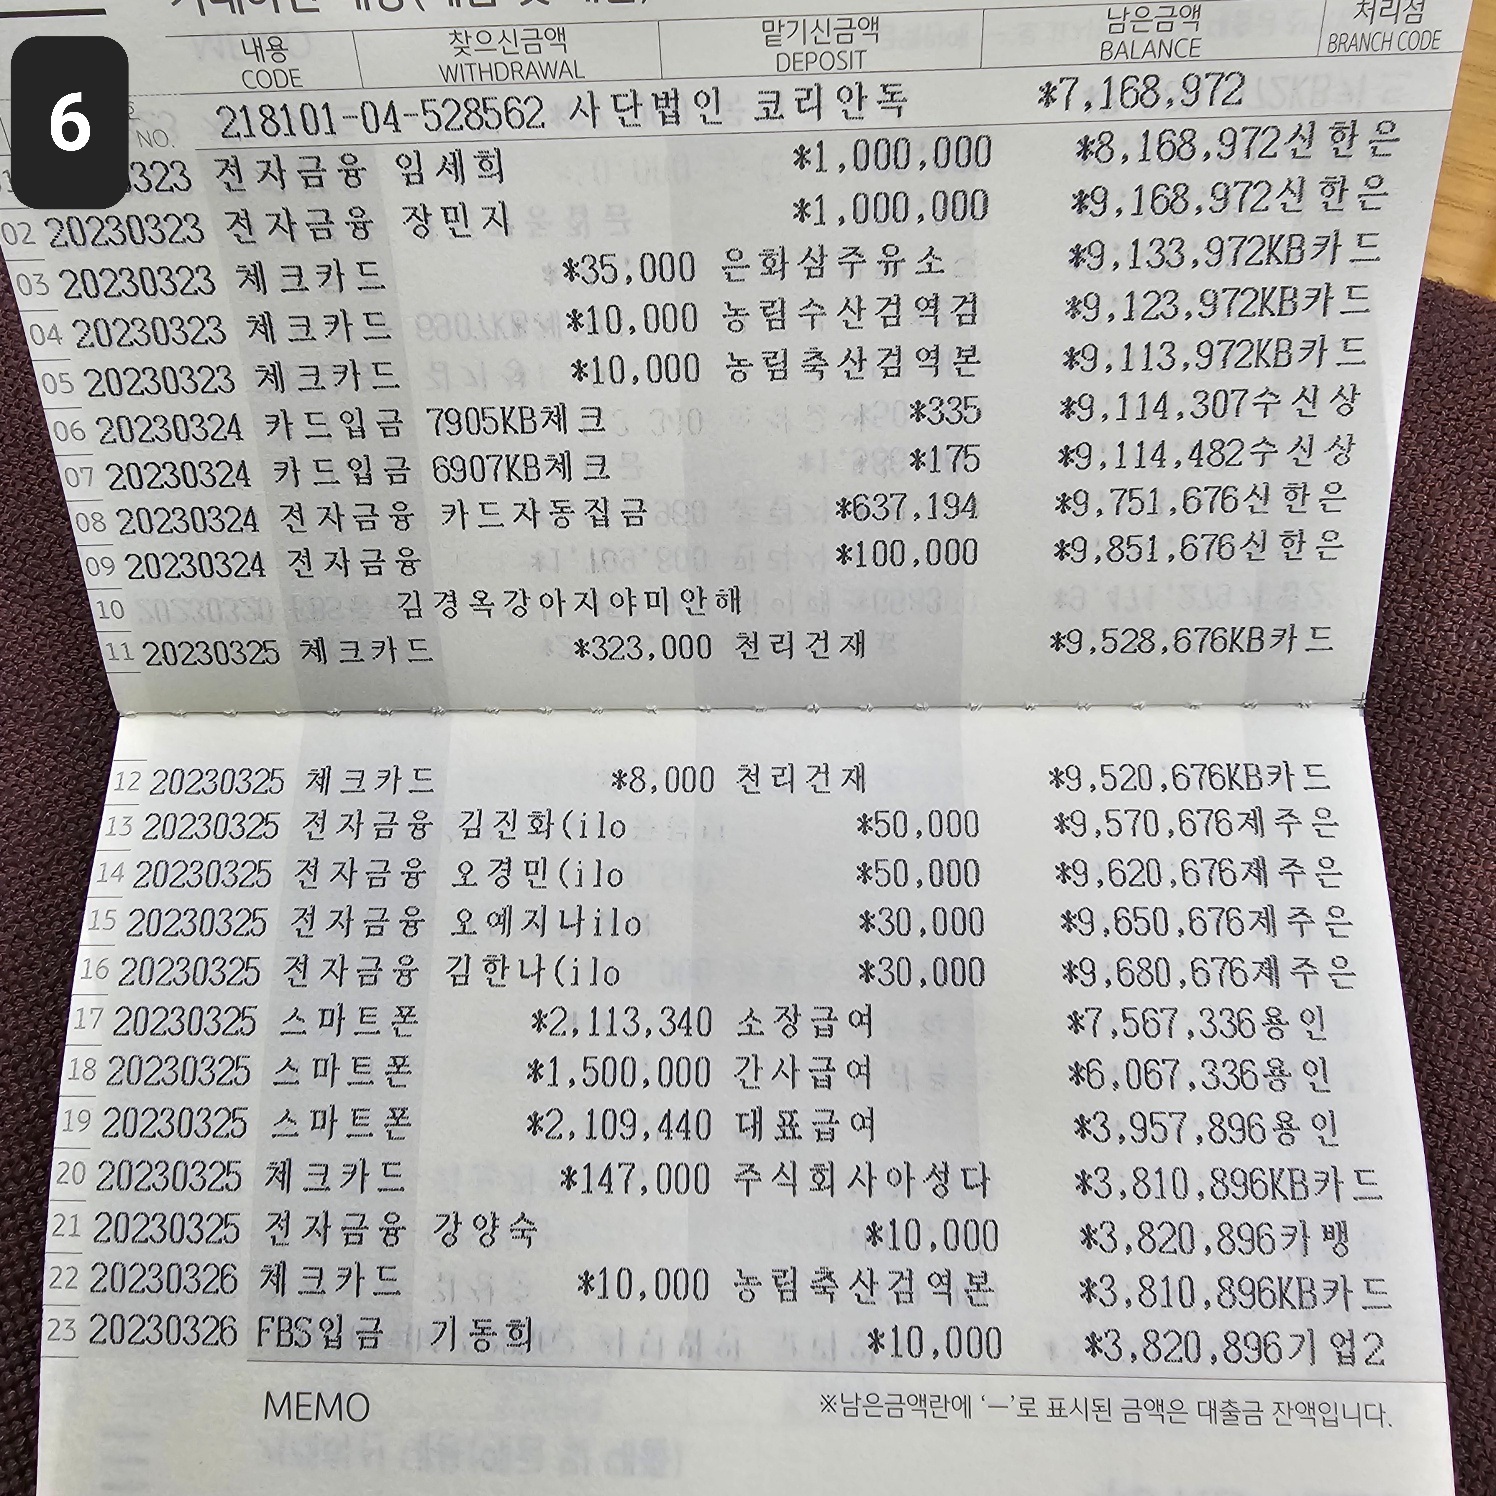 6
내용 찾으신금액 맡기신금액 남은금액 처리점
CODE WITHDRAWAL DEPOSIT BALANCE BRANCH CODE
NO. 218101-04-528562 사단법인 코리안독 *7,168,972
323 전자금융 임세희 *1,000,000 *8,168,972신한은
02 20230323 전자금융 장민지 *1,000,000 *9,168,972신한은
03 20230323 체크카드 *35,000 은화삼주유소 *9,133,972KB카드
04 20230323 체크카드 *10,000 농림수산검역검 *9,123,972KB카드
05 20230323 체크카드 *10,000 농림축산검역본 *9,113,972KB카드
06 20230324 카드입금 7905KB체크 *335 *9,114,307수신상
07 20230324 카드입금 6907KB체크 *175 *9,114,482수신상
08 20230324 전자금융 카드자동집금 *637,194 *9,751,676신한은
09 20230324 전자금융 *100,000 *9,851,676신한은
10 김경옥강아지야미안해
11 20230325 체크카드 *323,000 천리건재 *9,528,676KB카드
12 20230325 체크카드 *8,000 천리건재 *9,520,676KB카드
13 20230325 전자금융 김진화(ilo *50,000 *9,570,676제주은
14 20230325 전자금융 오경민(ilo *50,000 *9,620,676제주은
15 20230325 전자금융 오예지나ilo *30,000 *9,650,676제주은
16 20230325 전자금융 김한나(ilo *30,000 *9,680,676제주은
17 20230325 스마트폰 *2,113,340 소장급여 *7,567,336용인
18 20230325 스마트폰 *1,500,000 간사급여 *6,067,336용인
19 20230325 스마트폰 *2,109,440 대표급여 *3,957,896용인
20 20230325 체크카드 *147,000 주식회사아성다 *3,810,896KB카드
21 20230325 전자금융 강양숙 *10,000 *3,820,896카뱅
22 20230326 체크카드 *10,000 농림축산검역본 *3,810,896KB카드
23 20230326 FBS입금 기동희 *10,000 *3,820,896기업2
MEMO ※남은금액란에 ‘–’로 표시된 금액은 대출금 잔액입니다.